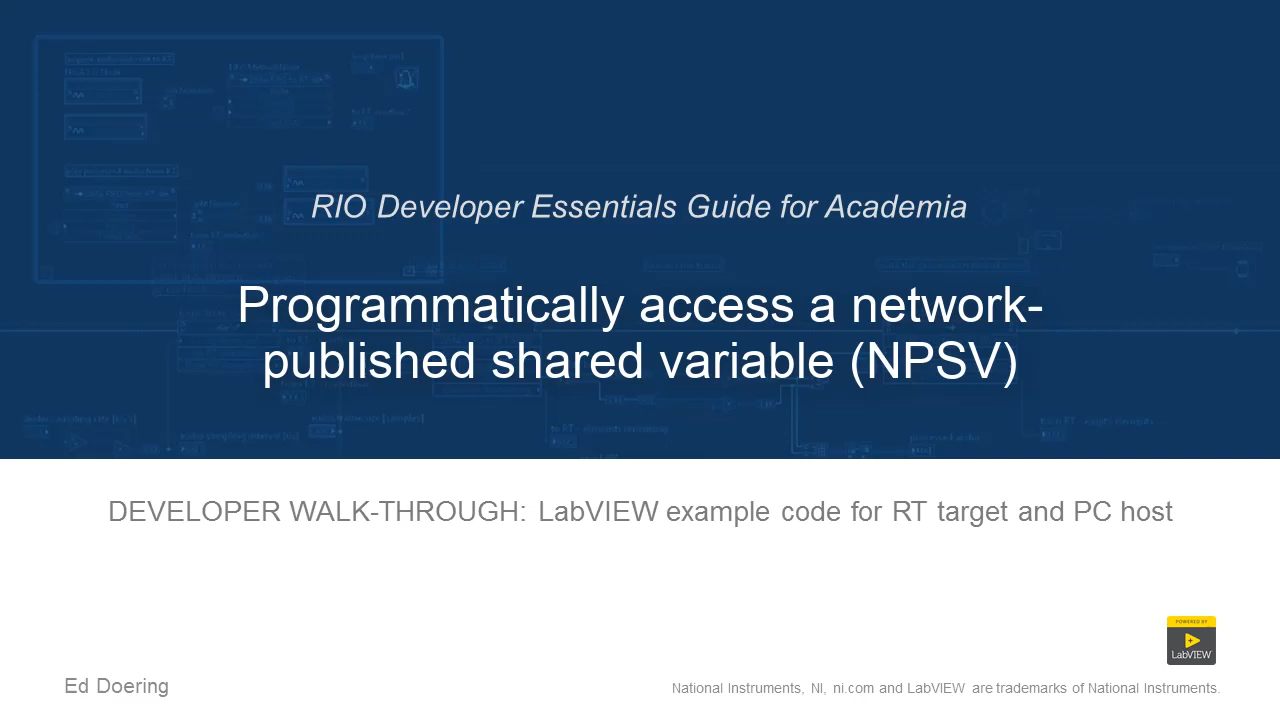 RIO Developer Essentials Guide for Academia
Programmatically access a network-
published shared variable (NPSV)
DEVELOPER WALK-THROUGH: LabVIEW example code for RT target and PC host
POWERED BY
LabVIEW
Ed Doering
National Instruments, NI, ni.com and LabVIEW are trademarks of National Instruments.